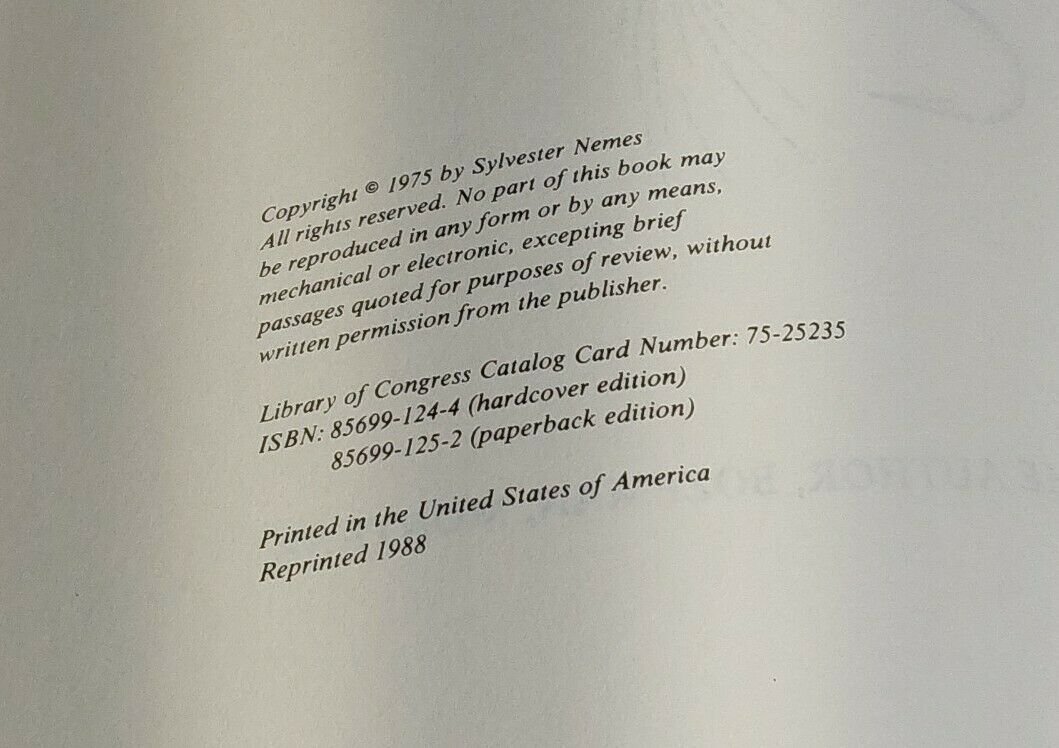 Copyright © 1975 by Sylvester Nemes
All rights reserved. No part of this book may
be reproduced in any form or by any means,
mechanical or electronic, excepting brief
passages quoted for purposes of review, without
written permission from the publisher.
Library of Congress Catalog Card Number: 75-25235
ISBN: 85699-124-4 (hardcover edition)
85699-125-2 (paperback edition)
Printed in the United States of America
Reprinted 1988